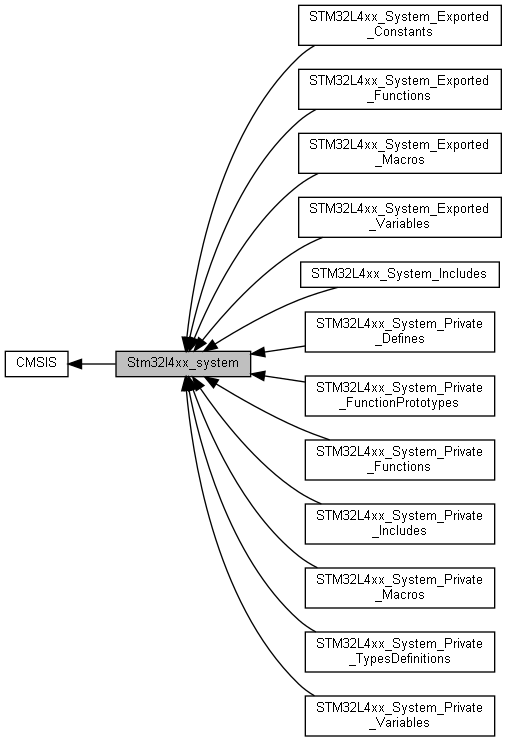 STM32L4xx_System_Exported
_Constants
STM32L4xx_System_Exported
_Functions
STM32L4xx_System_Exported
_Macros
STM32L4xx_System_Exported
_Variables
STM32L4xx_System_Includes
STM32L4xx_System_Private
_Defines
CMSIS
Stm32l4xx_system
STM32L4xx_System_Private
_FunctionPrototypes
STM32L4xx_System_Private
_Functions
STM32L4xx_System_Private
_Includes
STM32L4xx_System_Private
_Macros
STM32L4xx_System_Private
_TypesDefinitions
STM32L4xx_System_Private
_Variables